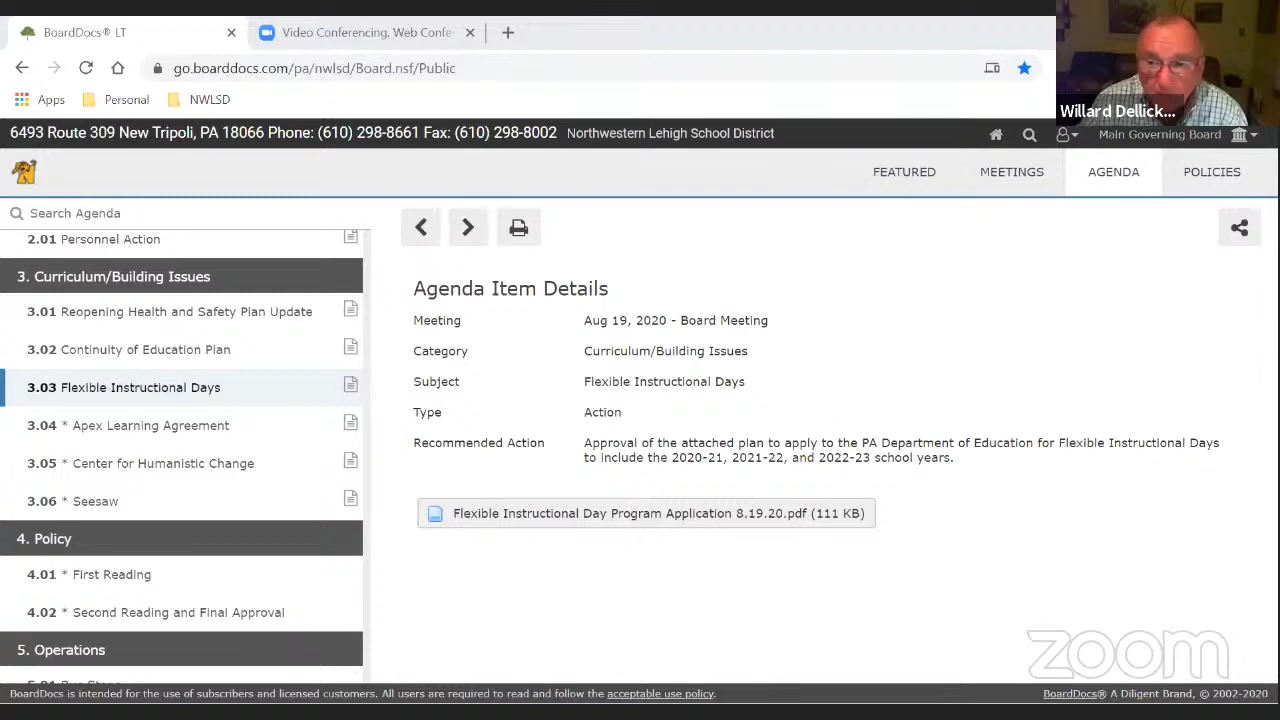 BoardDocs® LT
Video Conferencing, Web Confe
go.boarddocs.com/pa/nwlsd/Board.nsf/Public
Apps Personal NWLSD
Willard Dellick...
6493 Route 309 New Tripoli, PA 18066 Phone: (610) 298-8661 Fax: (610) 298-8002 Northwestern Lehigh School District
Main Governing Board
FEATURED MEETINGS AGENDA POLICIES
Search Agenda
2.01 Personnel Action
3. Curriculum/Building Issues
3.01 Reopening Health and Safety Plan Update
3.02 Continuity of Education Plan
3.03 Flexible Instructional Days
3.04 * Apex Learning Agreement
3.05 * Center for Humanistic Change
3.06 * Seesaw
4. Policy
4.01 * First Reading
4.02 * Second Reading and Final Approval
5. Operations
Agenda Item Details
Meeting Aug 19, 2020 - Board Meeting
Category Curriculum/Building Issues
Subject Flexible Instructional Days
Type Action
Recommended Action Approval of the attached plan to apply to the PA Department of Education for Flexible Instructional Days
to include the 2020-21, 2021-22, and 2022-23 school years.
Flexible Instructional Day Program Application 8.19.20.pdf (111 KB)
zoom
BoardDocs is intended for the use of subscribers and licensed customers. All users are required to read and follow the acceptable use policy.
BoardDocs® A Diligent Brand, © 2002-2020